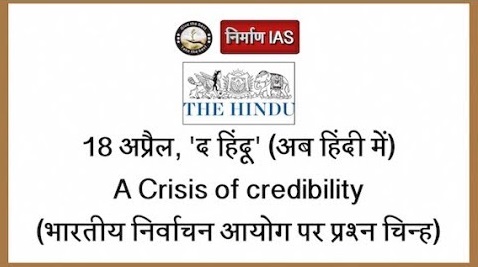 निर्माण IAS
THE HINDU
18 अप्रैल, 'द हिंदू' (अब हिंदी में)
A Crisis of credibility
(भारतीय निर्वाचन आयोग पर प्रश्न चिन्ह)